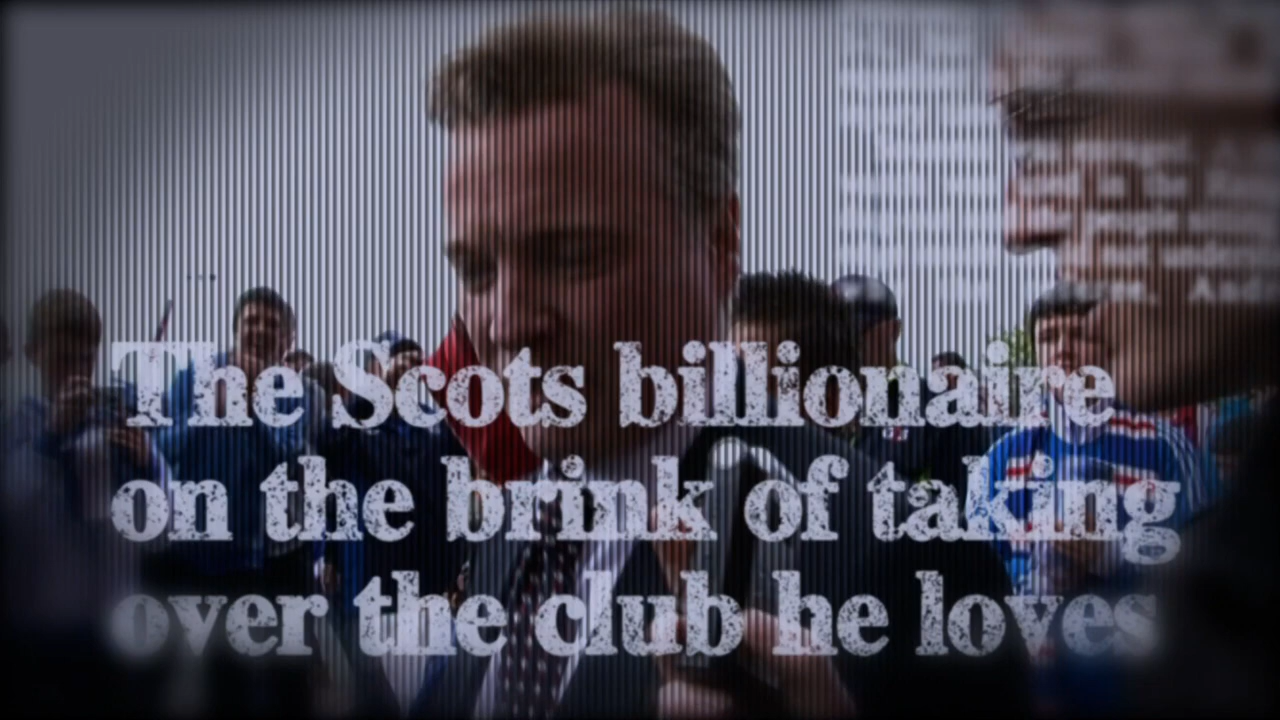 The Scots billionaire
on the brink of taking
over the club he loves